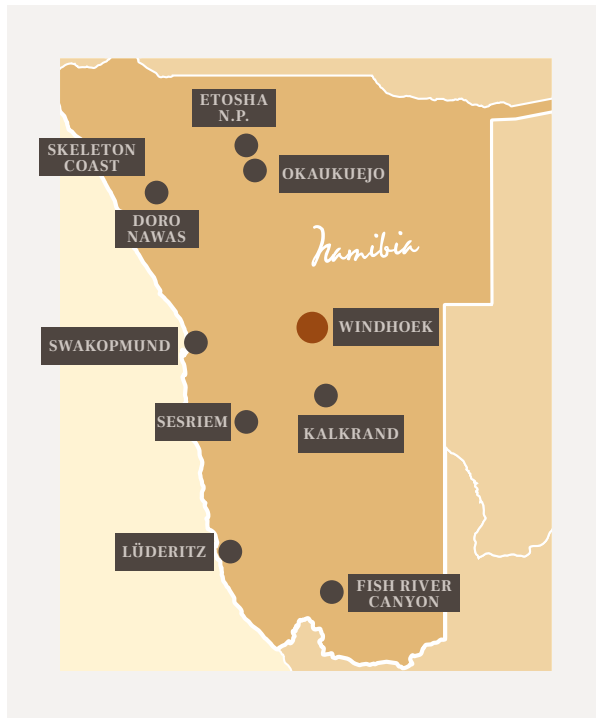 ETOSHA
N.P.
SKELETON
COAST
OKAUKUEJO
DORO
NAWAS
Namibia
WINDHOEK
SWAKOPMUND
SESRIEM
KALKRAND
LÜDERITZ
FISH RIVER
CANYON